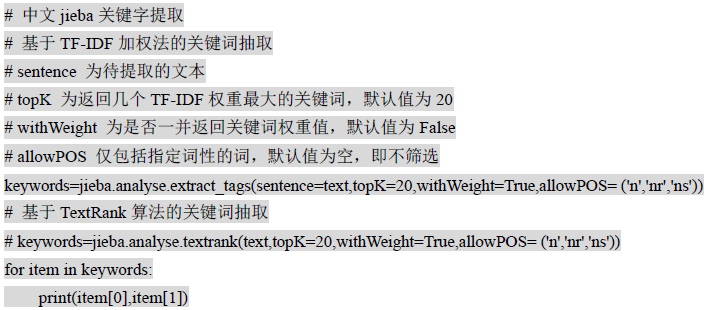 # 中文 jieba 关键字提取
# 基于 TF-IDF 加权法的关键词抽取
# sentence 为待提取的文本
# topK 为返回几个 TF-IDF 权重最大的关键词，默认值为 20
# withWeight 为是否一并返回关键词权重值，默认值为 False
# allowPOS 仅包括指定词性的词，默认值为空，即不筛选
keywords=jieba.analyse.extract_tags(sentence=text,topK=20,withWeight=True,allowPOS= ('n','nr','ns'))
# 基于 TextRank 算法的关键词抽取
# keywords=jieba.analyse.textrank(text,topK=20,withWeight=True,allowPOS= ('n','nr','ns'))
for item in keywords:
    print(item[0],item[1])